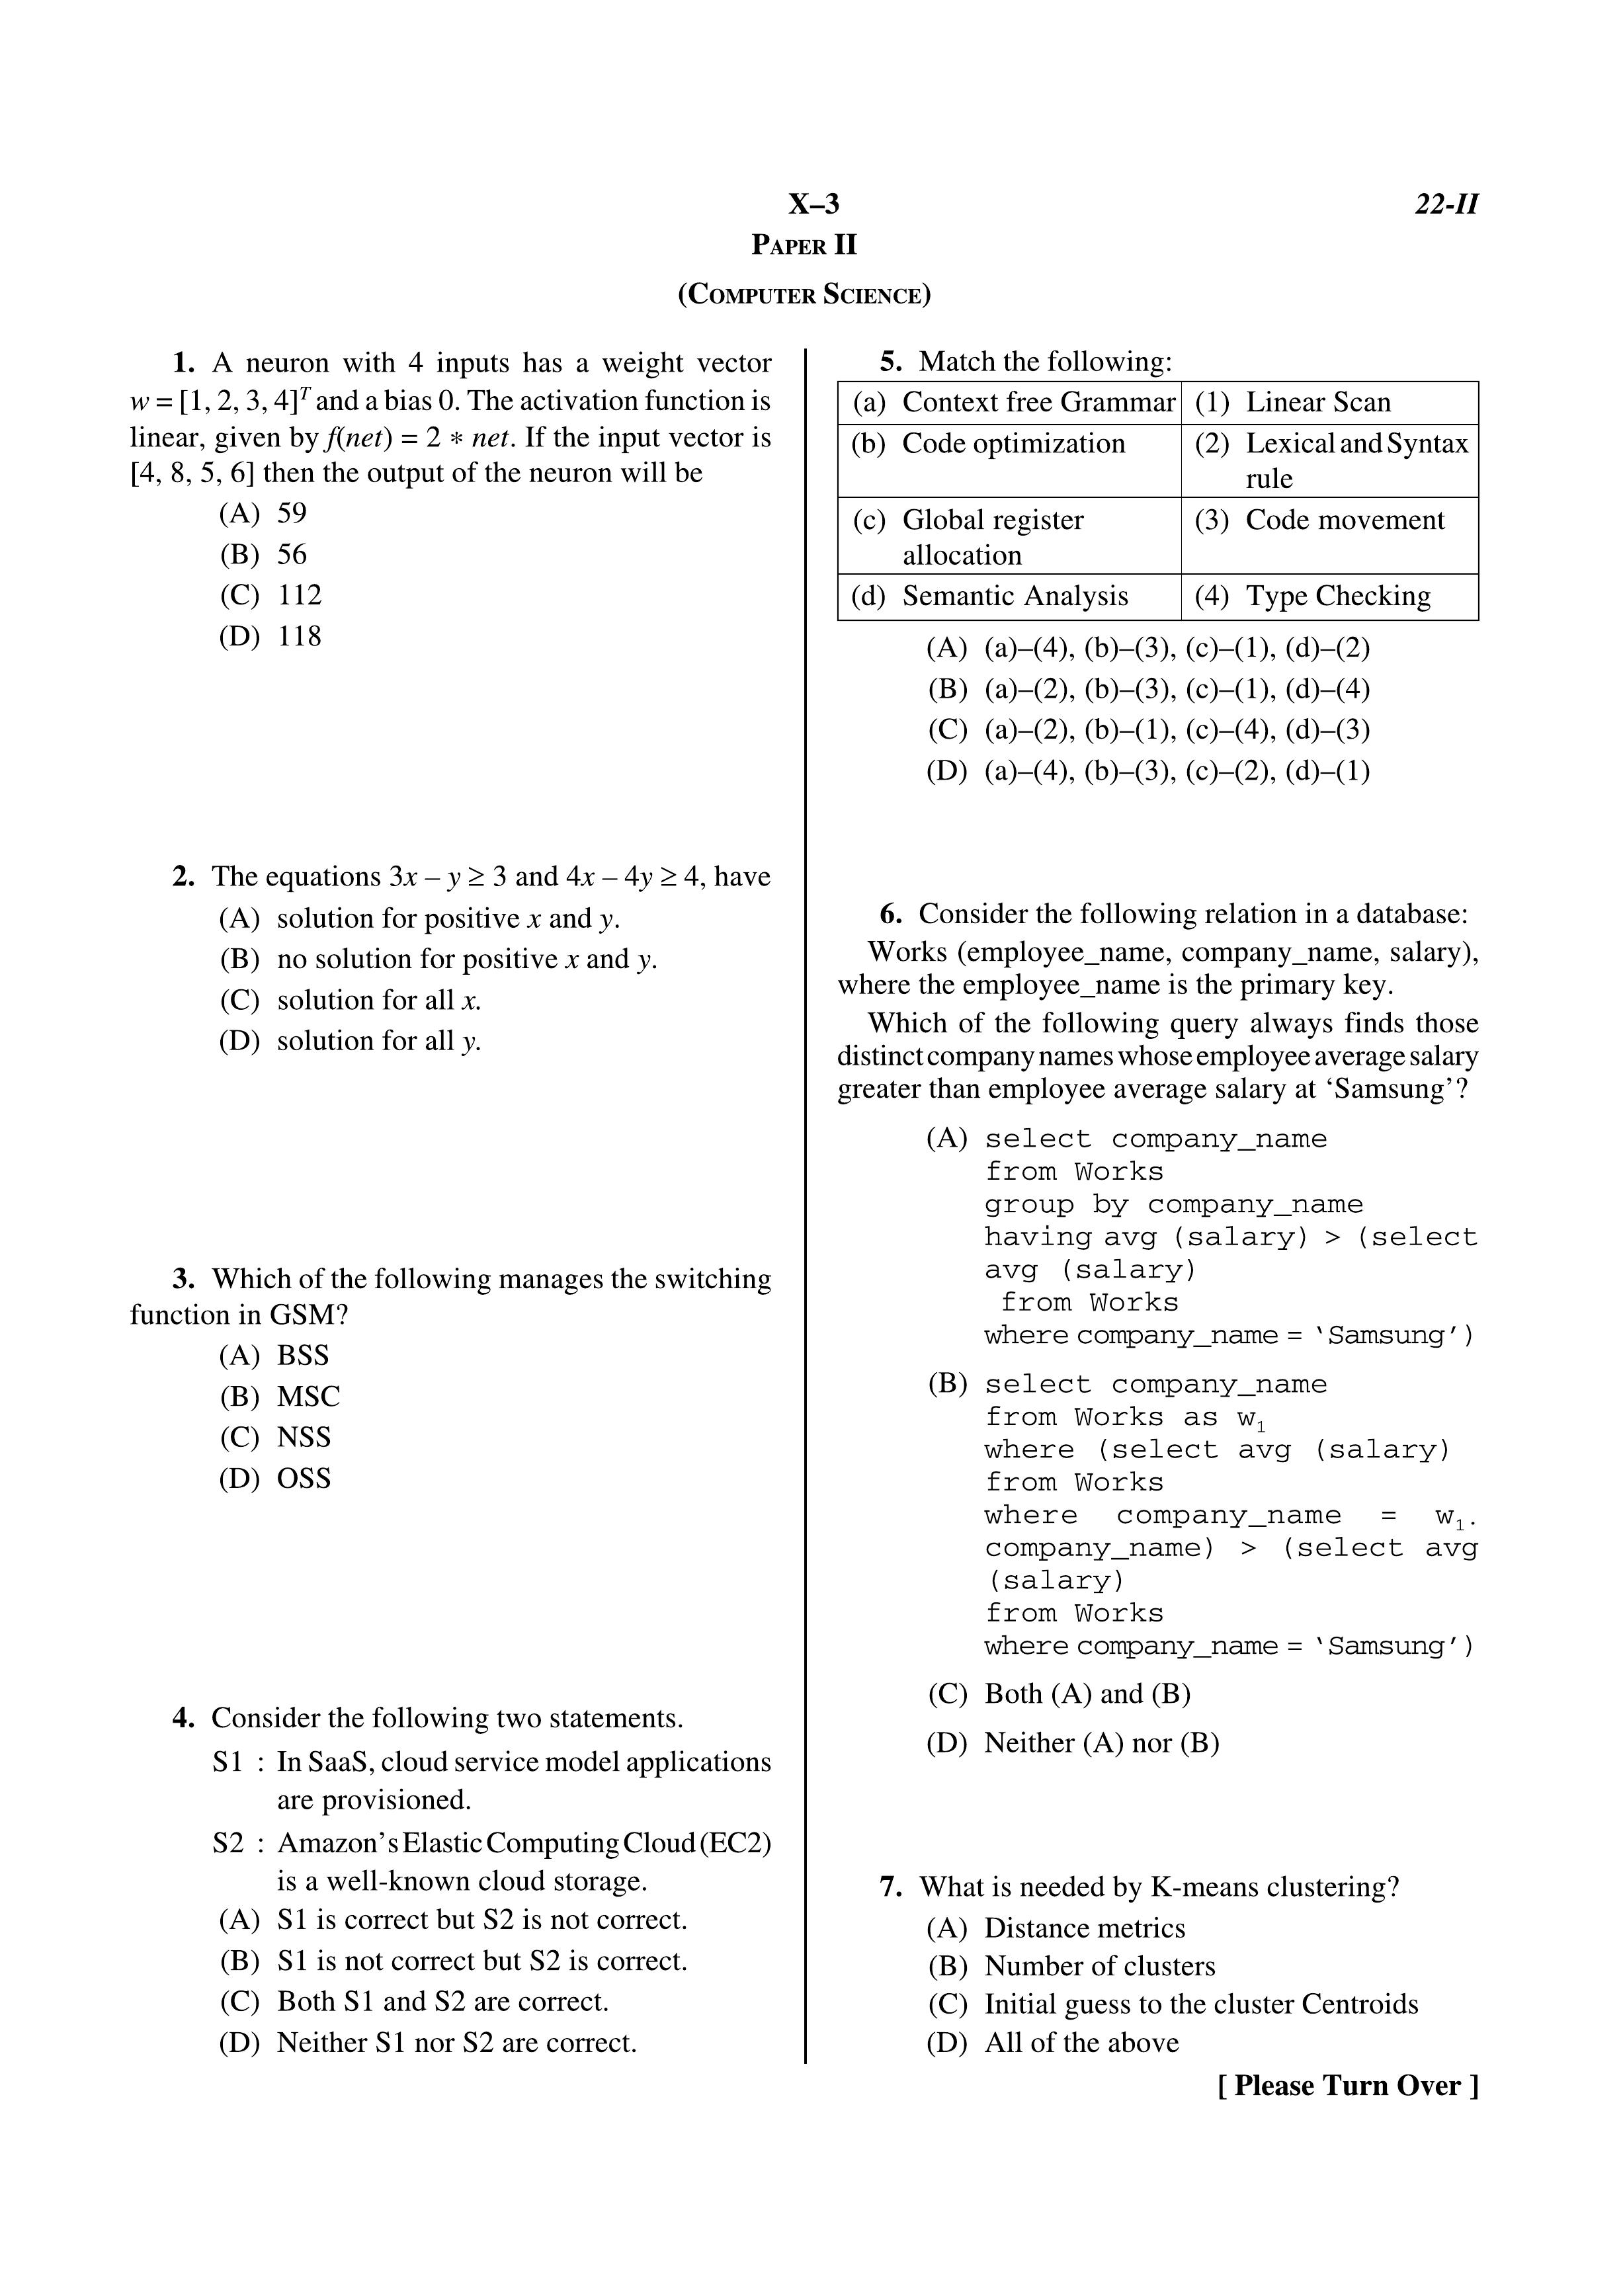 X–3
22-II
PAPER II
(COMPUTER SCIENCE)
1. A neuron with 4 inputs has a weight vector
w = [1, 2, 3, 4]^T and a bias 0. The activation function is
linear, given by f(net) = 2 ∗ net. If the input vector is
[4, 8, 5, 6] then the output of the neuron will be
(A) 59
(B) 56
(C) 112
(D) 118
2. The equations 3x – y ≥ 3 and 4x – 4y ≥ 4, have
(A) solution for positive x and y.
(B) no solution for positive x and y.
(C) solution for all x.
(D) solution for all y.
3. Which of the following manages the switching
function in GSM?
(A) BSS
(B) MSC
(C) NSS
(D) OSS
4. Consider the following two statements.
S1 : In SaaS, cloud service model applications
are provisioned.
S2 : Amazon's Elastic Computing Cloud (EC2)
is a well-known cloud storage.
(A) S1 is correct but S2 is not correct.
(B) S1 is not correct but S2 is correct.
(C) Both S1 and S2 are correct.
(D) Neither S1 nor S2 are correct.
5. Match the following:
(a) Context free Grammar (1) Linear Scan
(b) Code optimization (2) Lexical and Syntax
rule
(c) Global register (3) Code movement
allocation
(d) Semantic Analysis (4) Type Checking
(A) (a)–(4), (b)–(3), (c)–(1), (d)–(2)
(B) (a)–(2), (b)–(3), (c)–(1), (d)–(4)
(C) (a)–(2), (b)–(1), (c)–(4), (d)–(3)
(D) (a)–(4), (b)–(3), (c)–(2), (d)–(1)
6. Consider the following relation in a database:
Works (employee_name, company_name, salary),
where the employee_name is the primary key.
Which of the following query always finds those
distinct company names whose employee average salary
greater than employee average salary at ‘Samsung’?
(A) select company_name
from Works
group by company_name
having avg (salary) > (select
avg (salary)
from Works
where company_name = ‘Samsung’)
(B) select company_name
from Works as w₁
where (select avg (salary)
from Works
where company_name = w₁.
company_name) > (select avg
(salary)
from Works
where company_name = ‘Samsung’)
(C) Both (A) and (B)
(D) Neither (A) nor (B)
7. What is needed by K-means clustering?
(A) Distance metrics
(B) Number of clusters
(C) Initial guess to the cluster Centroids
(D) All of the above
[ Please Turn Over ]